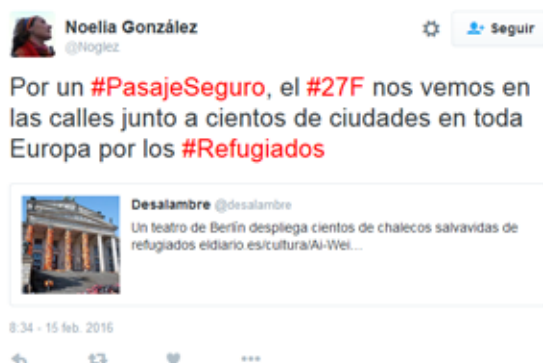 Noelia González
@Noglez
Seguir
Por un #PasajeSeguro, el #27F nos vemos en
las calles junto a cientos de ciudades en toda
Europa por los #Refugiados
Desalambre @desalambre
Un teatro de Berlín despliega cientos de chalecos salvavidas de
refugiados eldiario.es/cultura/Ai-Wei...
8:34 - 15 feb. 2016